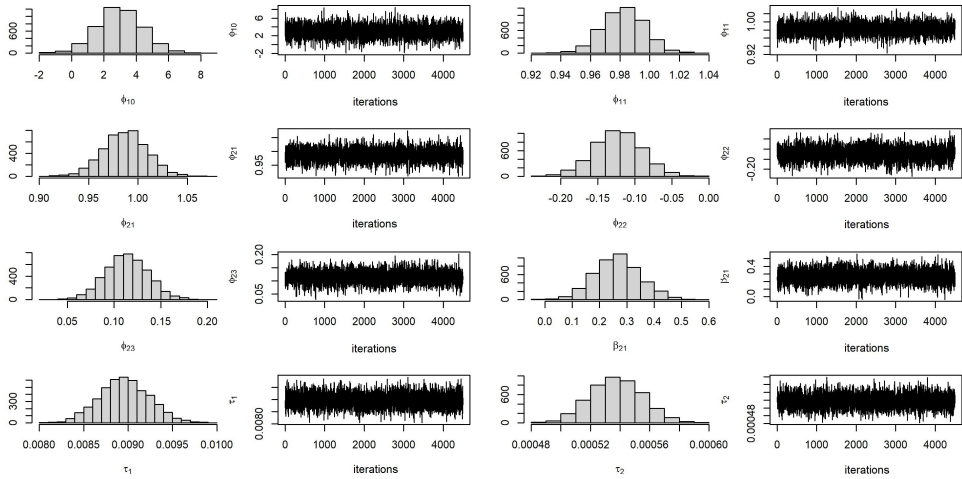 0 600
-2 0 2 4 6 8
ϕ10
ϕ10
-2 2 6
0 1000 2000 3000 4000
iterations
0 600
0.92 0.94 0.96 0.98 1.00 1.02 1.04
ϕ11
ϕ11
0.92 1.00
0 1000 2000 3000 4000
iterations
0 400
0.90 0.95 1.00 1.05
ϕ21
ϕ21
0.95
0 1000 2000 3000 4000
iterations
0 600
-0.20 -0.15 -0.10 -0.05 0.00
ϕ22
ϕ22
-0.20
0 1000 2000 3000 4000
iterations
0 400
0.05 0.10 0.15 0.20
ϕ23
ϕ23
0.05 0.20
0 1000 2000 3000 4000
iterations
0 600
0.0 0.1 0.2 0.3 0.4 0.5 0.6
β21
β21
0.0 0.4
0 1000 2000 3000 4000
iterations
0 300
0.0080 0.0085 0.0090 0.0095 0.0100
τ1
τ1
0.0080
0 1000 2000 3000 4000
iterations
0 600
0.00048 0.00052 0.00056 0.00060
τ2
τ2
0.00048
0 1000 2000 3000 4000
iterations